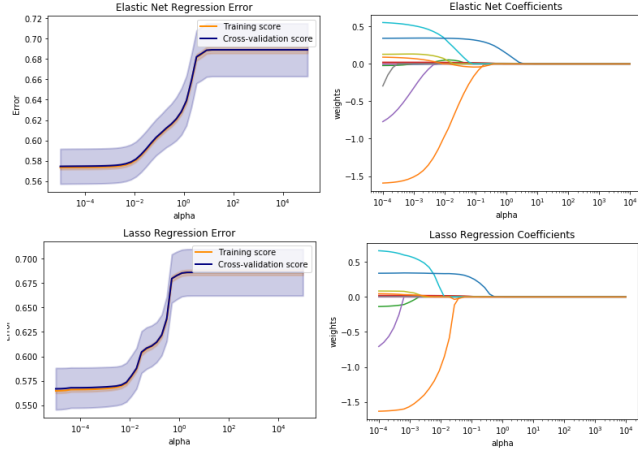 Elastic Net Regression Error
0.72
0.70
0.68
0.66
0.64
0.62
0.60
0.58
0.56
Error
Training score
Cross-validation score
10⁻⁴ 10⁻² 10⁰ 10² 10⁴
alpha
Elastic Net Coefficients
0.5
0.0
−0.5
−1.0
−1.5
weights
10⁻⁴ 10⁻³ 10⁻² 10⁻¹ 10⁰ 10¹ 10² 10³ 10⁴
alpha
Lasso Regression Error
0.700
0.675
0.650
0.625
0.600
0.575
0.550
Error
Training score
Cross-validation score
10⁻⁴ 10⁻² 10⁰ 10² 10⁴
alpha
Lasso Regression Coefficients
0.5
0.0
−0.5
−1.0
−1.5
weights
10⁻⁴ 10⁻³ 10⁻² 10⁻¹ 10⁰ 10¹ 10² 10³ 10⁴
alpha